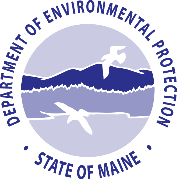 DEPARTMENT OF ENVIRONMENTAL PROTECTION
• STATE OF MAINE •